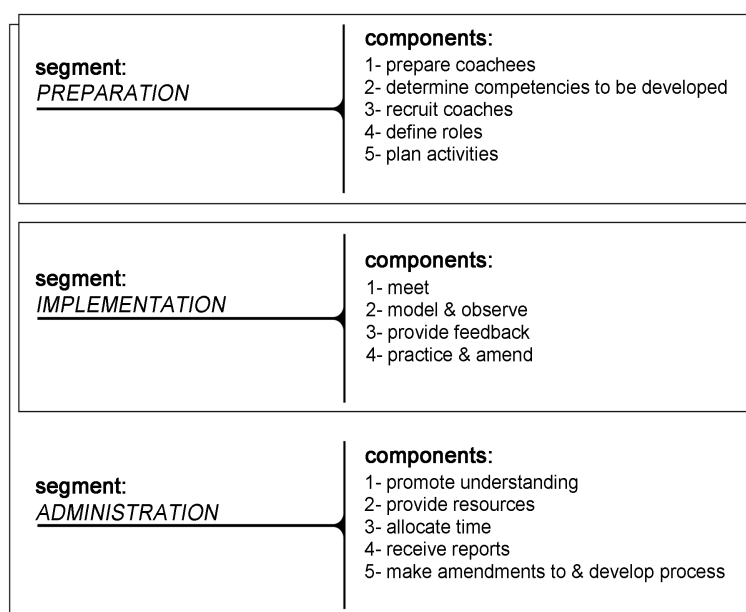 segment:
PREPARATION
components:
1- prepare coachees
2- determine competencies to be developed
3- recruit coaches
4- define roles
5- plan activities
segment:
IMPLEMENTATION
components:
1- meet
2- model & observe
3- provide feedback
4- practice & amend
segment:
ADMINISTRATION
components:
1- promote understanding
2- provide resources
3- allocate time
4- receive reports
5- make amendments to & develop process